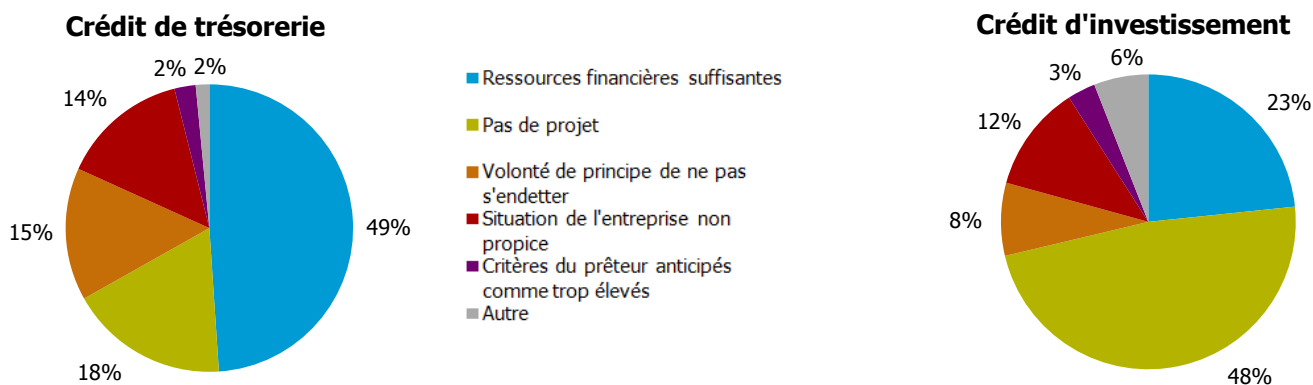 Crédit de trésorerie
2%
2%
14%
15%
18%
49%
Ressources financières suffisantes
Pas de projet
Volonté de principe de ne pas
s'endetter
Situation de l'entreprise non
propice
Critères du prêteur anticipés
comme trop élevés
Autre
Crédit d'investissement
6%
3%
12%
8%
23%
48%